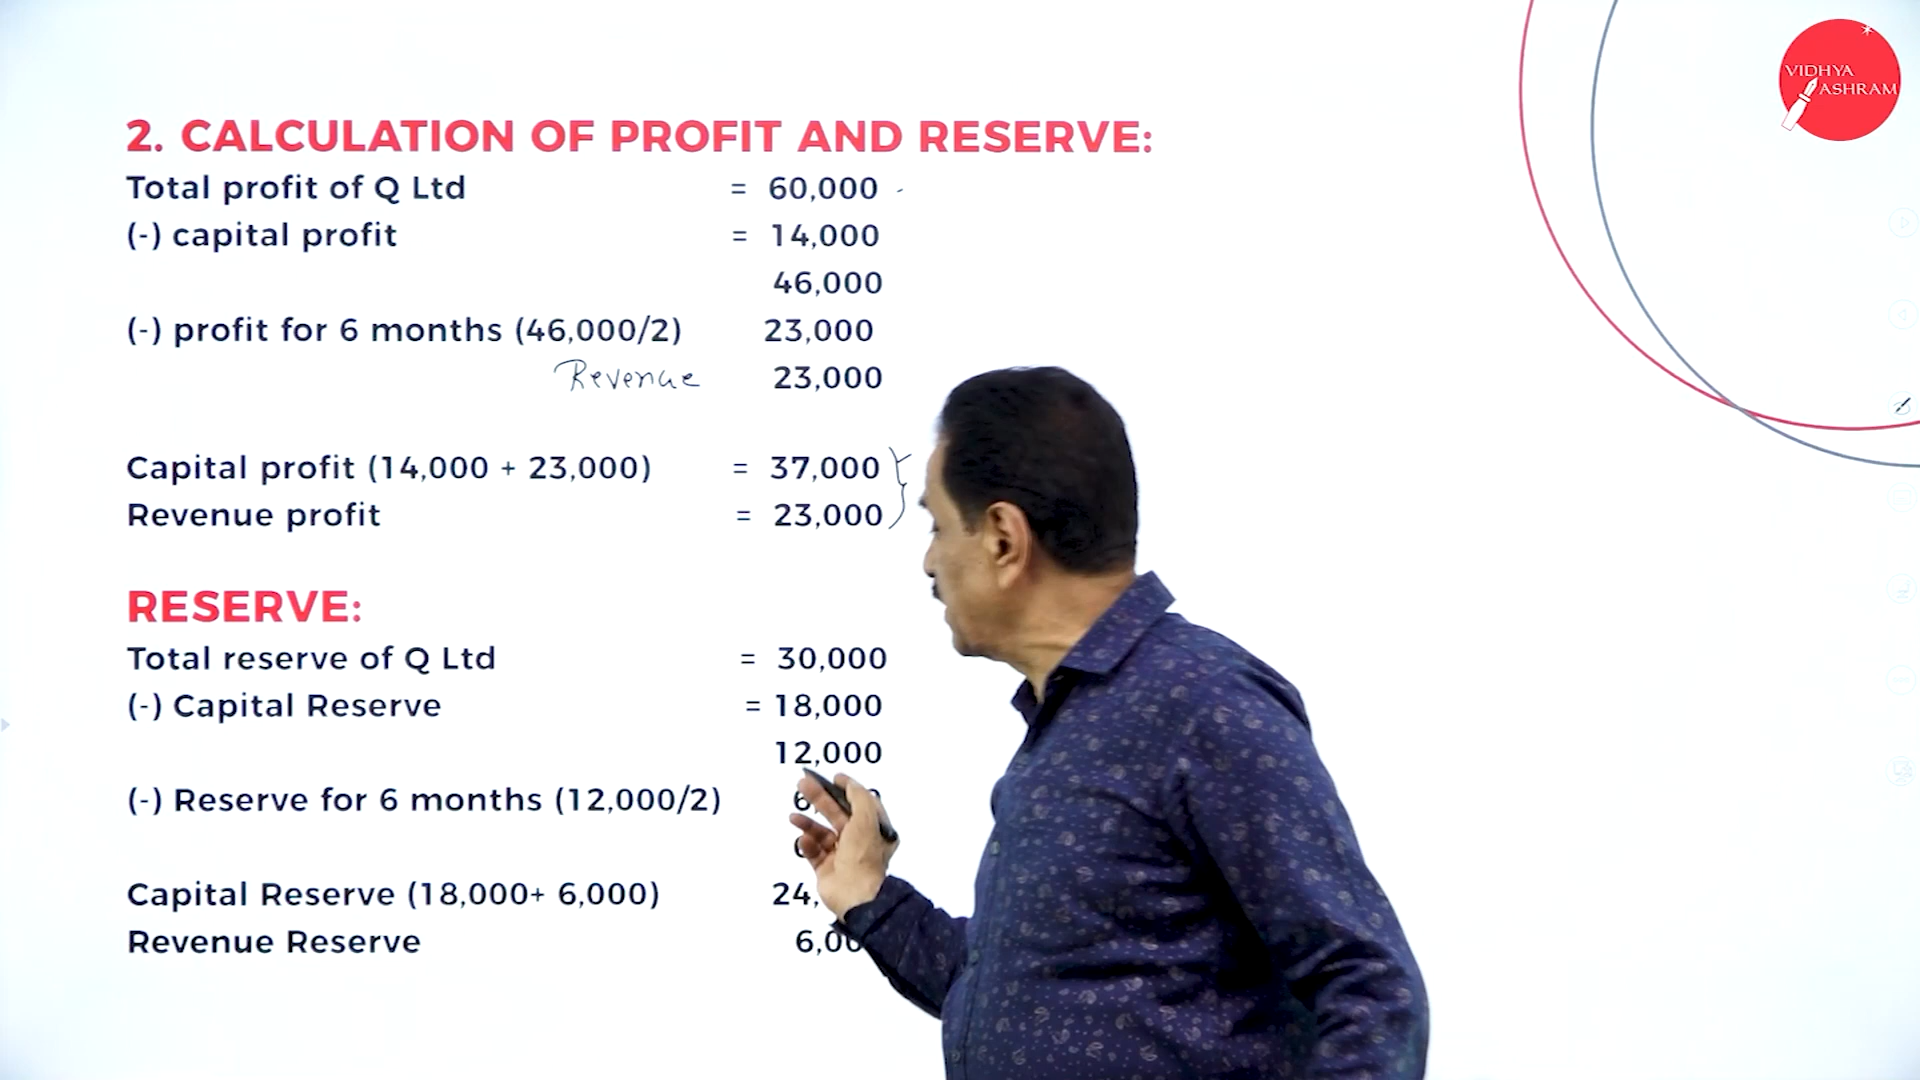 VIDHYA
ASHRAM
2. CALCULATION OF PROFIT AND RESERVE:
Total profit of Q Ltd = 60,000
(-) capital profit = 14,000
46,000
(-) profit for 6 months (46,000/2) 23,000
Revenue 23,000
Capital profit (14,000 + 23,000) = 37,000
Revenue profit = 23,000
RESERVE:
Total reserve of Q Ltd = 30,000
(-) Capital Reserve = 18,000
12,000
(-) Reserve for 6 months (12,000/2)
Capital Reserve (18,000+ 6,000)
Revenue Reserve